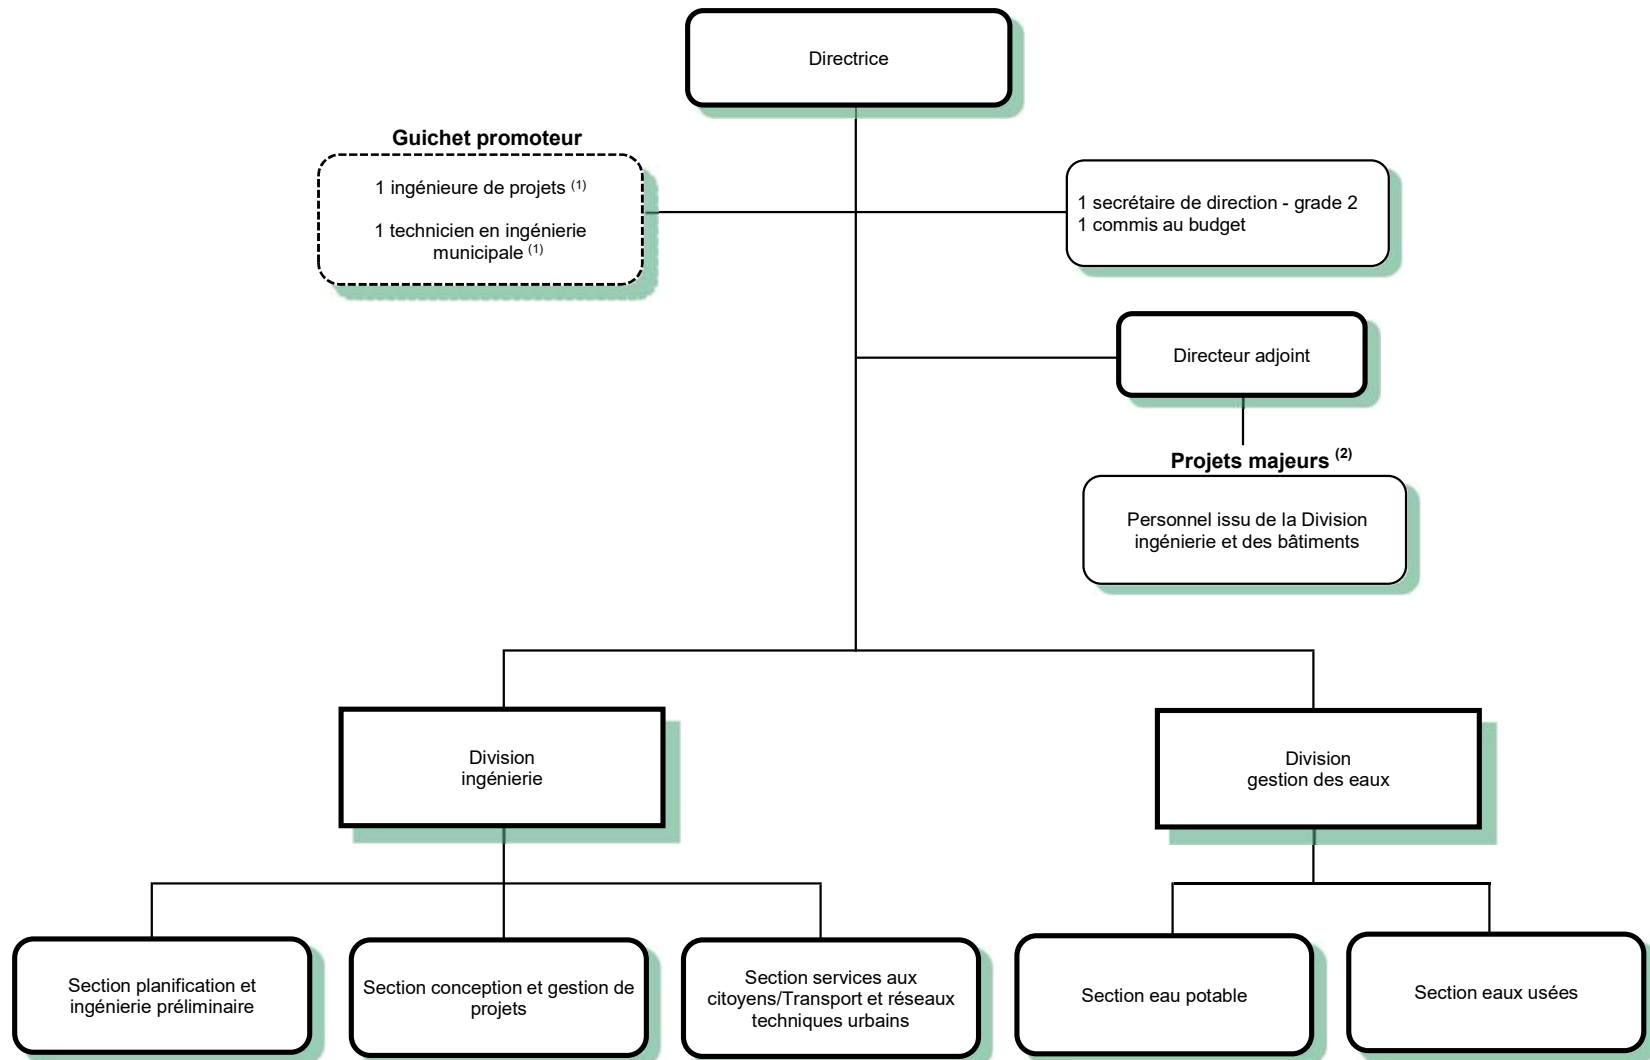 Directrice
Guichet promoteur
1 ingénieure de projets (1)
1 technicien en ingénierie
municipale (1)
1 secrétaire de direction - grade 2
1 commis au budget
Directeur adjoint
Projets majeurs (2)
Personnel issu de la Division
ingénierie et des bâtiments
Division
ingénierie
Division
gestion des eaux
Section planification et
ingénierie préliminaire
Section conception et gestion de
projets
Section services aux
citoyens/Transport et réseaux
techniques urbains
Section eau potable
Section eaux usées